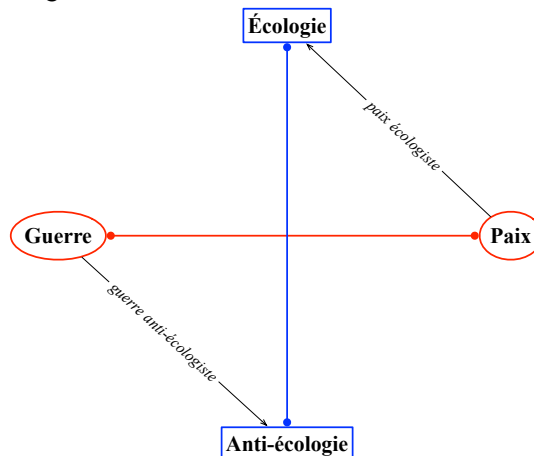 Écologie
paix écologiste
Guerre
Paix
guerre anti-écologiste
Anti-écologie